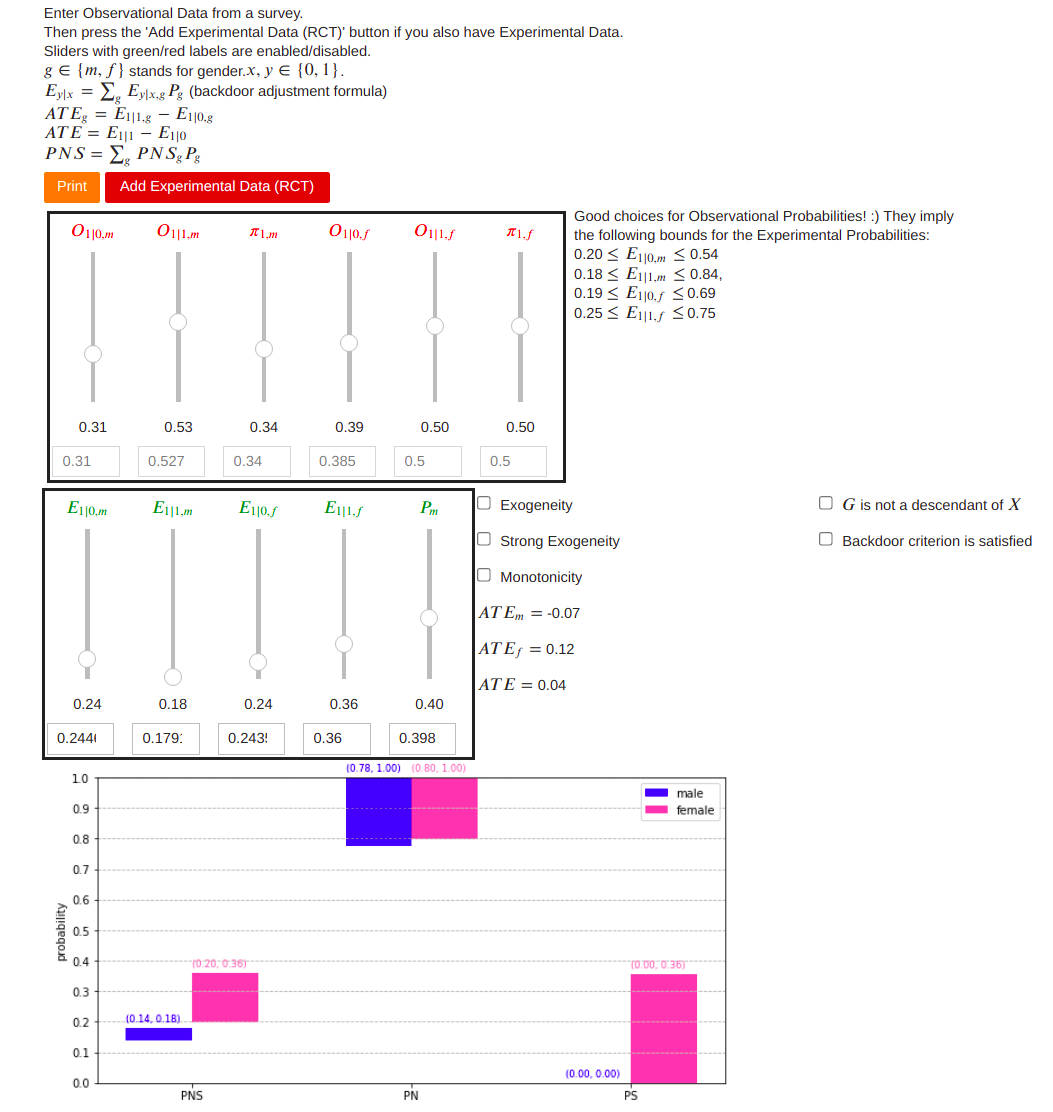 Enter Observational Data from a survey.
Then press the 'Add Experimental Data (RCT)' button if you also have Experimental Data.
Sliders with green/red labels are enabled/disabled.
g ∈ {m, f} stands for gender.x, y ∈ {0, 1}.
E_{y|x} = ∑_g E_{y|x,g} P_g (backdoor adjustment formula)
ATE_g = E_{1|1,g} − E_{1|0,g}
ATE = E_{1|1} − E_{1|0}
PNS = ∑_g PNS_g P_g
Print Add Experimental Data (RCT)
O_{1|0,m} O_{1|1,m} π_{1,m} O_{1|0,f} O_{1|1,f} π_{1,f}
0.31 0.53 0.34 0.39 0.50 0.50
0.31 0.527 0.34 0.385 0.5 0.5
Good choices for Observational Probabilities! :) They imply
the following bounds for the Experimental Probabilities:
0.20 ≤ E_{1|0,m} ≤ 0.54
0.18 ≤ E_{1|1,m} ≤ 0.84,
0.19 ≤ E_{1|0,f} ≤ 0.69
0.25 ≤ E_{1|1,f} ≤ 0.75
E_{1|0,m} E_{1|1,m} E_{1|0,f} E_{1|1,f} P_m
0.24 0.18 0.24 0.36 0.40
0.244 0.179 0.243 0.36 0.398
Exogeneity
Strong Exogeneity
Monotonicity
ATE_m = -0.07
ATE_f = 0.12
ATE = 0.04
G is not a descendant of X
Backdoor criterion is satisfied
(0.78, 1.00) (0.80, 1.00)
male
female
1.0
0.9
0.8
0.7
0.6
0.5
0.4
0.3
0.2
0.1
0.0
probability
(0.20, 0.36)
(0.00, 0.36)
(0.14, 0.18)
(0.00, 0.00)
PNS PN PS